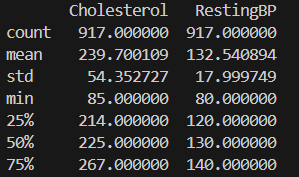 Cholesterol RestingBP
count 917.000000 917.000000
mean 239.700109 132.540894
std 54.352727 17.999749
min 85.000000 80.000000
25% 214.000000 120.000000
50% 225.000000 130.000000
75% 267.000000 140.000000